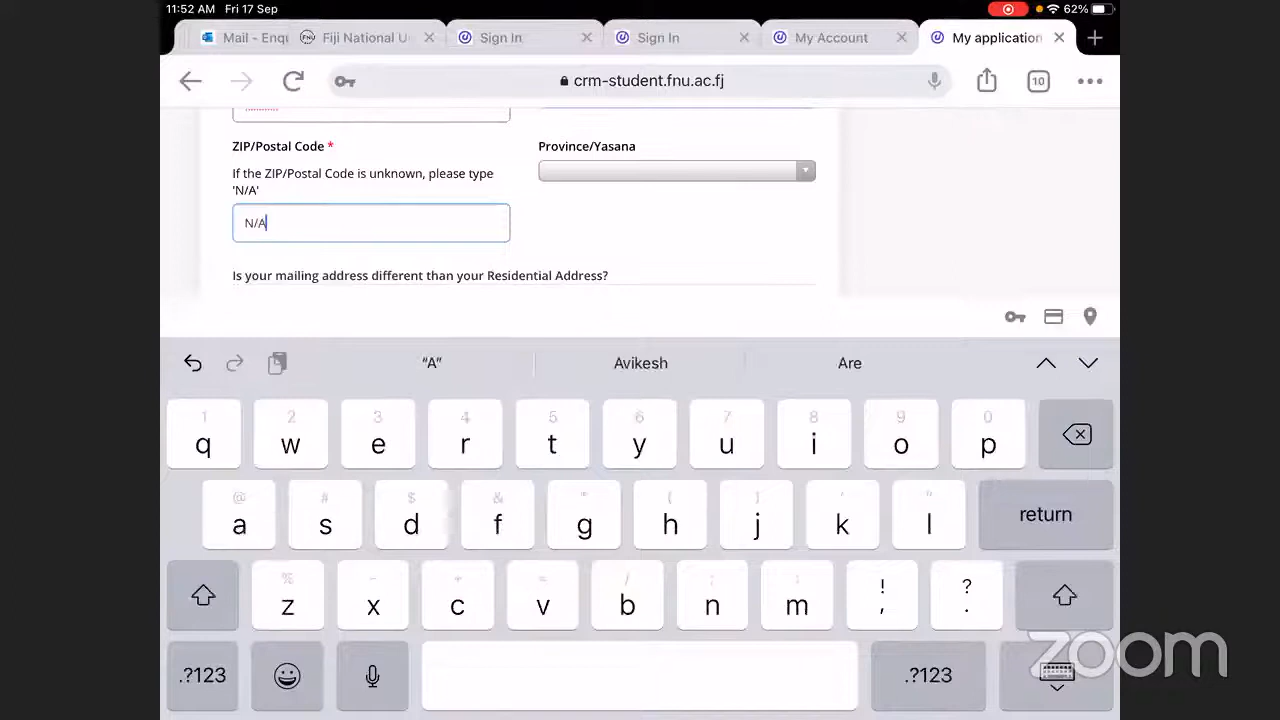 11:52 AM Fri 17 Sep 62%
Mail - Enqu Fiji National U Sign In Sign In My Account My application
crm-student.fnu.ac.fj 10
ZIP/Postal Code * Province/Yasana
If the ZIP/Postal Code is unknown, please type
'N/A'
N/A
Is your mailing address different than your Residential Address?
"A" Avikesh Are
1 2 3 4 5 6 7 8 9 0
q w e r t y u i o p
@ # $ & * ( ) ' "
a s d f g h j k l return
% - + = / ; : ! ?
z x c v b n m , .
.?123 .?123
zoom